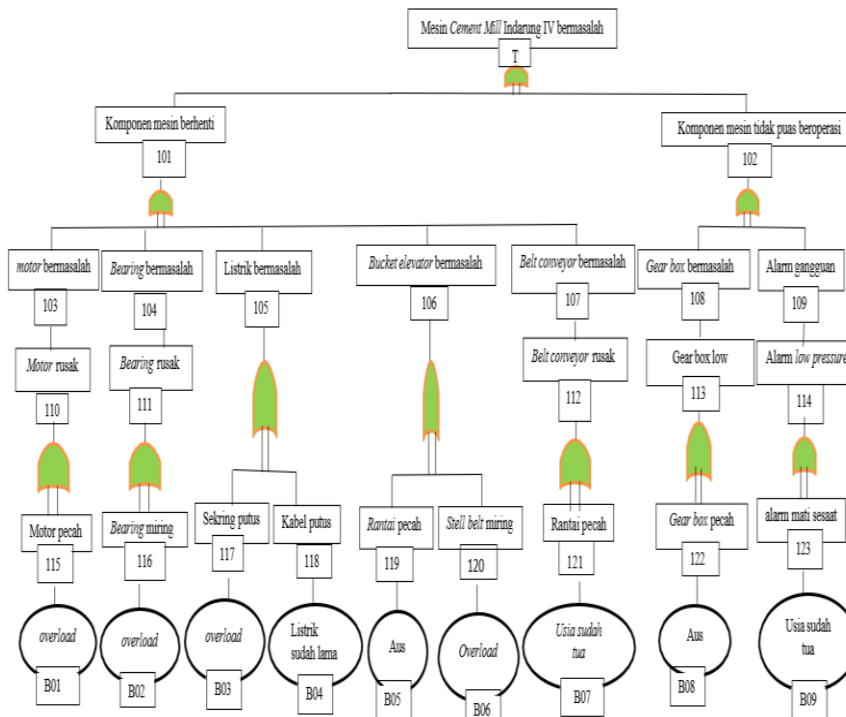 Mesin Cement Mill Indarung IV bermasalah
T
Komponen mesin berhenti
101
Komponen mesin tidak puas beroperasi
102
motor bermasalah
103
Bearing bermasalah
104
Listrik bermasalah
105
Bucket elevator bermasalah
106
Belt conveyor bermasalah
107
Gear box bermasalah
108
Alarm gangguan
109
Motor rusak
110
Bearing rusak
111
Belt conveyor rusak
112
Gear box low
113
Alarm low pressure
114
Motor pecah
115
Bearing miring
116
Sekring putus
117
Kabel putus
118
Rantai pecah
119
Stell belt miring
120
Rantai pecah
121
Gear box pecah
122
alarm mati sesaat
123
overload
B01
overload
B02
overload
B03
Listrik
sudah lama
B04
Aus
B05
Overload
B06
Usia sudah
tua
B07
Aus
B08
Usia sudah
tua
B09